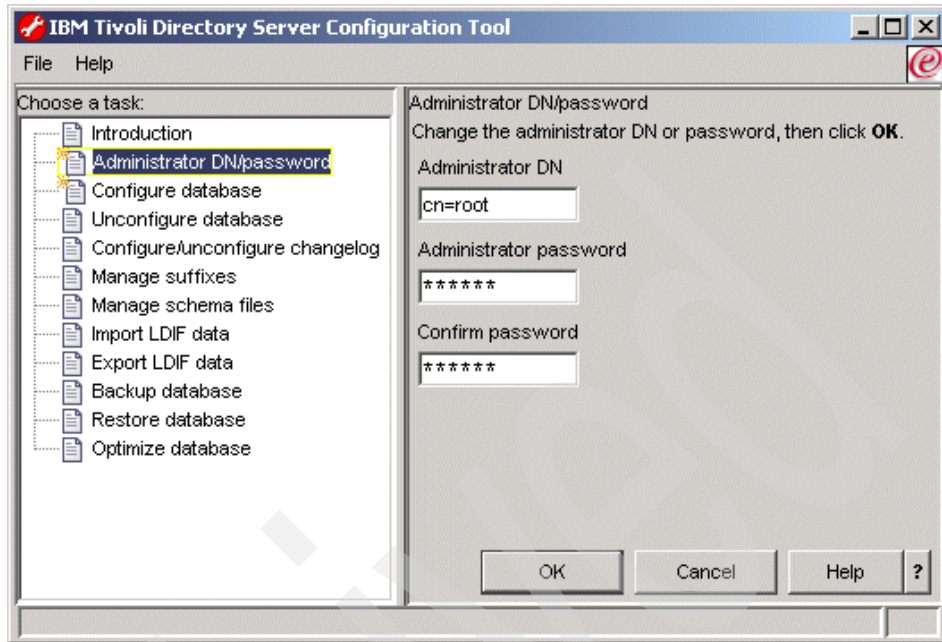 IBM Tivoli Directory Server Configuration Tool
File Help
Choose a task:
Introduction
Administrator DN/password
Configure database
Unconfigure database
Configure/unconfigure changelog
Manage suffixes
Manage schema files
Import LDIF data
Export LDIF data
Backup database
Restore database
Optimize database
Administrator DN/password
Change the administrator DN or password, then click OK.
Administrator DN
cn=root
Administrator password
******
Confirm password
******
OK Cancel Help ?